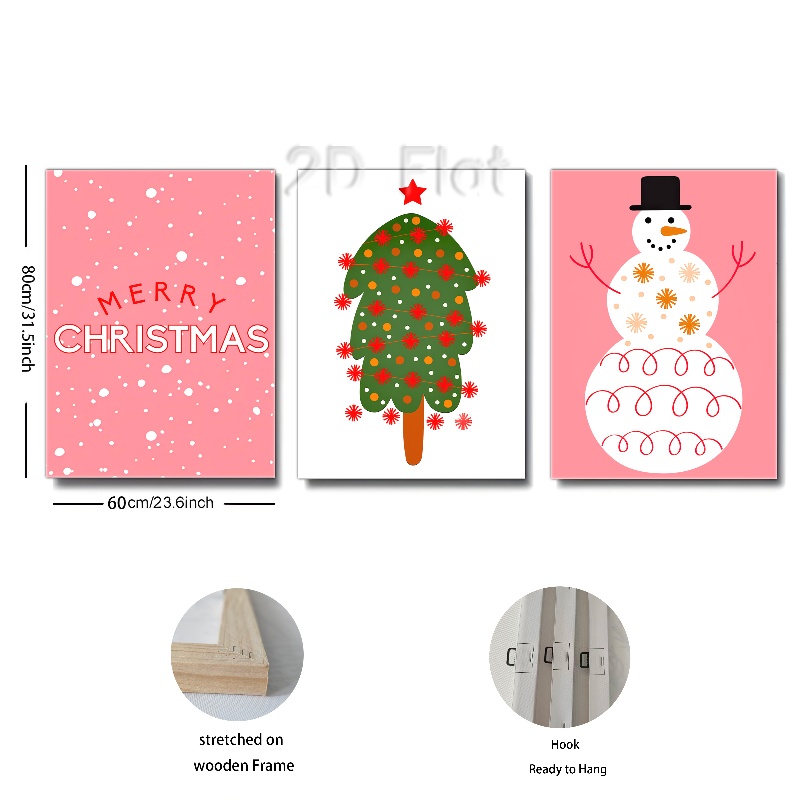 2D Flat
MERRY
CHRISTMAS
80cm/31.5inch
60cm/23.6inch
stretched on
wooden Frame
Hook
Ready to Hang